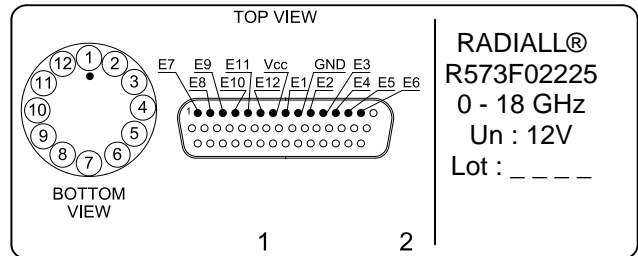 TOP VIEW
12 1 2
11 3
10 4
9 5
8 7 6
BOTTOM
VIEW
E7 E9 E11 Vcc GND E3
E8 E10 E12 E1 E2 E4 E5 E6
1
1 2
RADIALL®
R573F02225
0 - 18 GHz
Un : 12V
Lot : _ _ _ _